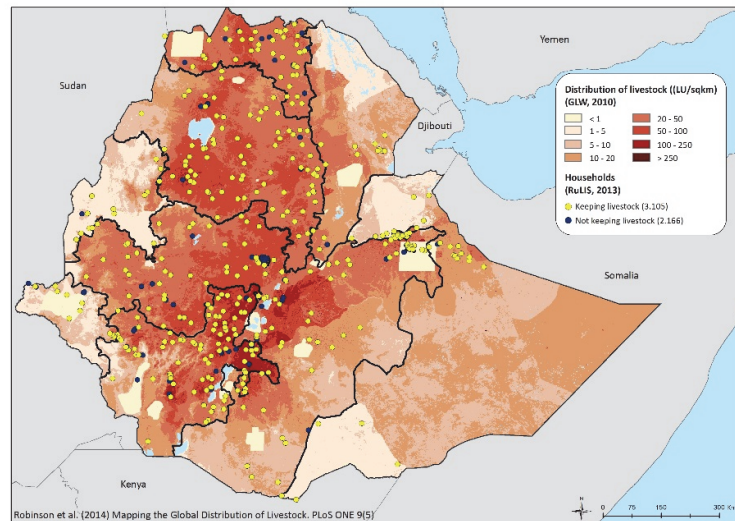 Yemen
Sudan
Distribution of livestock ((LU/sqkm)
(GLW, 2010)
< 1
20 - 50
1 - 5
50 - 100
5 - 10
100 - 250
10 - 20
> 250
Households
(RuLIS, 2013)
Keeping livestock (3.105)
Not keeping livestock (2.166)
Djibouti
Somalia
Kenya
N
0 75 150 225 300 Km
Robinson et al. (2014) Mapping the Global Distribution of Livestock. PLoS ONE 9(5)